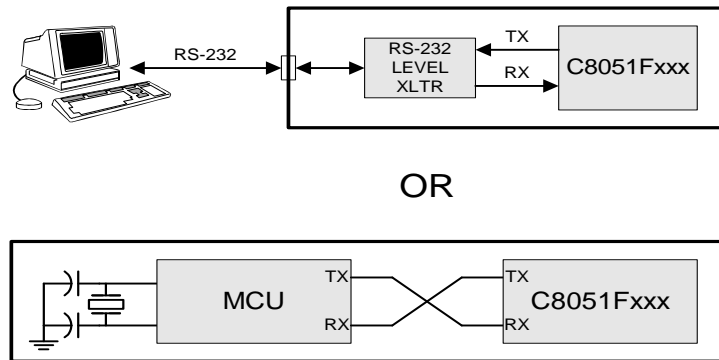 RS-232
RS-232
LEVEL
XLTR
TX
RX
C8051Fxxx
OR
MCU
TX
RX
TX
RX
C8051Fxxx